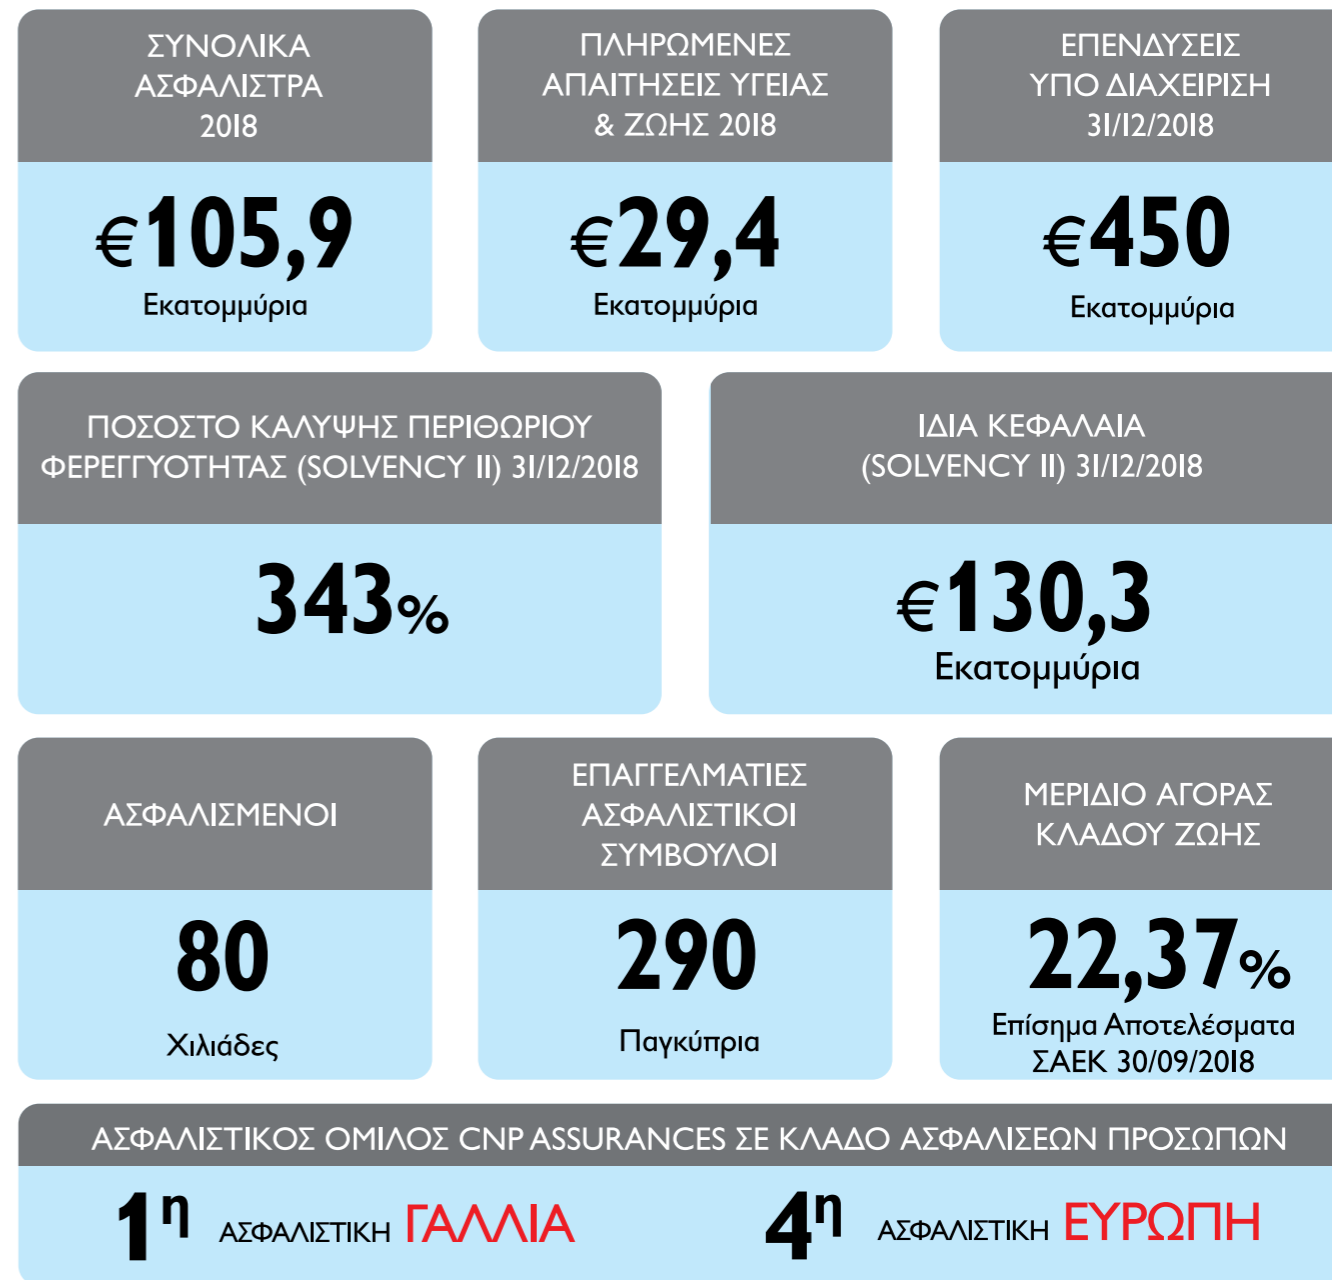 ΣΥΝΟΛΙΚΑ
ΑΣΦΑΛΙΣΤΡΑ
2018
€105,9
Εκατομμύρια
ΠΛΗΡΩΜΕΝΕΣ
ΑΠΑΙΤΗΣΕΙΣ ΥΓΕΙΑΣ
& ΖΩΗΣ 2018
€29,4
Εκατομμύρια
ΕΠΕΝΔΥΣΕΙΣ
ΥΠΟ ΔΙΑΧΕΙΡΙΣΗ
31/12/2018
€450
Εκατομμύρια
ΠΟΣΟΣΤΟ ΚΑΛΥΨΗΣ ΠΕΡΙΘΩΡΙΟΥ
ΦΕΡΕΓΓΥΟΤΗΤΑΣ (SOLVENCY II) 31/12/2018
343%
ΙΔΙΑ ΚΕΦΑΛΑΙΑ
(SOLVENCY II) 31/12/2018
€130,3
Εκατομμύρια
ΑΣΦΑΛΙΣΜΕΝΟΙ
80
Χιλιάδες
ΕΠΑΓΓΕΛΜΑΤΙΕΣ
ΑΣΦΑΛΙΣΤΙΚΟΙ
ΣΥΜΒΟΥΛΟΙ
290
Παγκύπρια
ΜΕΡΙΔΙΟ ΑΓΟΡΑΣ
ΚΛΑΔΟΥ ΖΩΗΣ
22,37%
Επίσημα Αποτελέσματα
ΣΑΕΚ 30/09/2018
ΑΣΦΑΛΙΣΤΙΚΟΣ ΟΜΙΛΟΣ CNP ASSURANCES ΣΕ ΚΛΑΔΟ ΑΣΦΑΛΙΣΕΩΝ ΠΡΟΣΩΠΩΝ
1η ΑΣΦΑΛΙΣΤΙΚΗ ΓΑΛΛΙΑ
4η ΑΣΦΑΛΙΣΤΙΚΗ ΕΥΡΩΠΗ